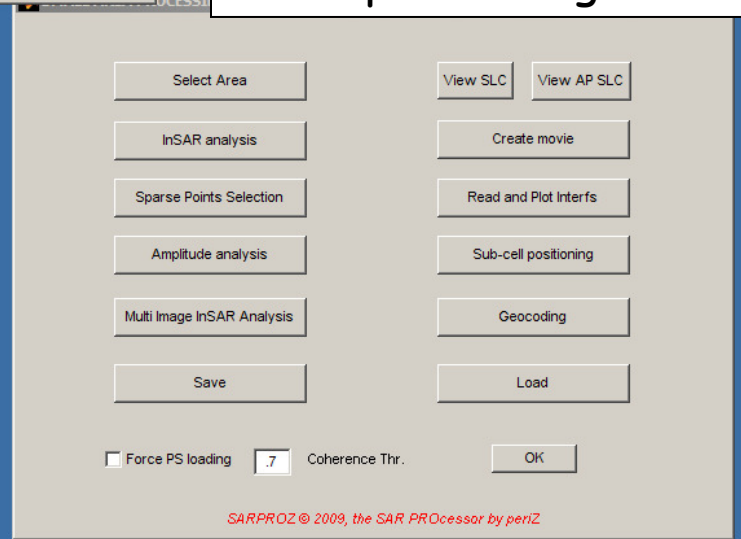 Select Area
View SLC
View AP SLC
InSAR analysis
Create movie
Sparse Points Selection
Read and Plot Interfs
Amplitude analysis
Sub-cell positioning
Multi Image InSAR Analysis
Geocoding
Save
Load
Force PS loading
.7
Coherence Thr.
OK
SARPROZ © 2009, the SAR PROcessor by periZ